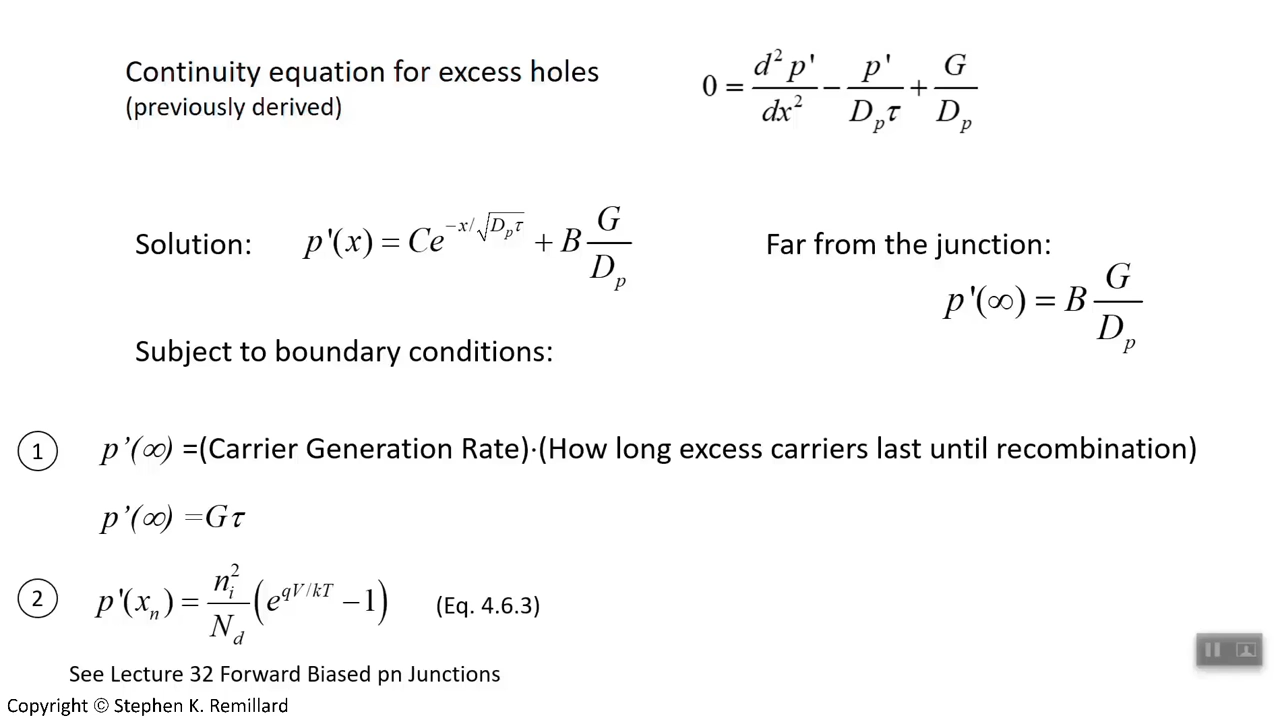 Continuity equation for excess holes
(previously derived)
0 = d²p'/dx² − p'/(D_p τ) + G/D_p
Solution: p'(x) = Ce^(−x/√(D_p τ)) + B G/D_p
Far from the junction:
p'(∞) = B G/D_p
Subject to boundary conditions:
1 p’(∞) =(Carrier Generation Rate)·(How long excess carriers last until recombination)
p’(∞) =Gτ
2 p'(x_n) = n_i²/N_d (e^(qV/kT) − 1) (Eq. 4.6.3)
See Lecture 32 Forward Biased pn Junctions
Copyright © Stephen K. Remillard